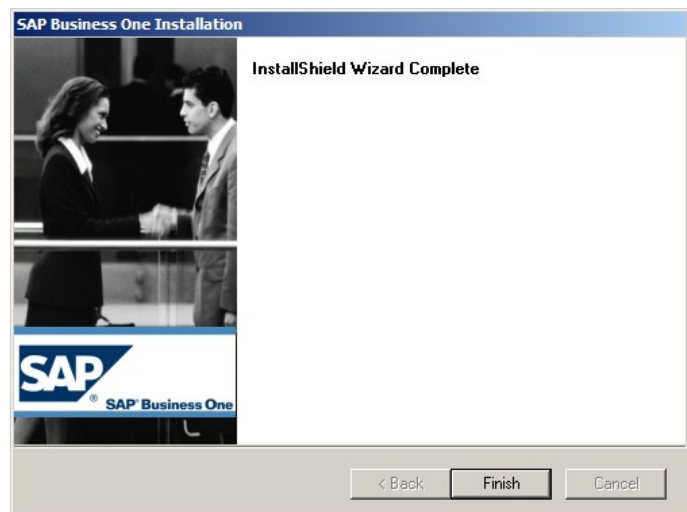 SAP Business One Installation
InstallShield Wizard Complete
SAP®
SAP® Business One
< Back
Finish
Cancel